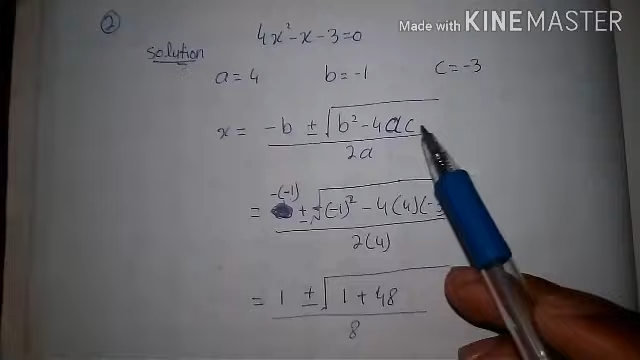 Made with KINEMASTER
② 4x² - x - 3 = 0
Solution
a = 4 b = -1 c = -3
x = -b ± √b² - 4ac
2a
-(-1)
= ± √(-1)² - 4(4)(-3
2(4)
= 1 ± √1 + 48
8